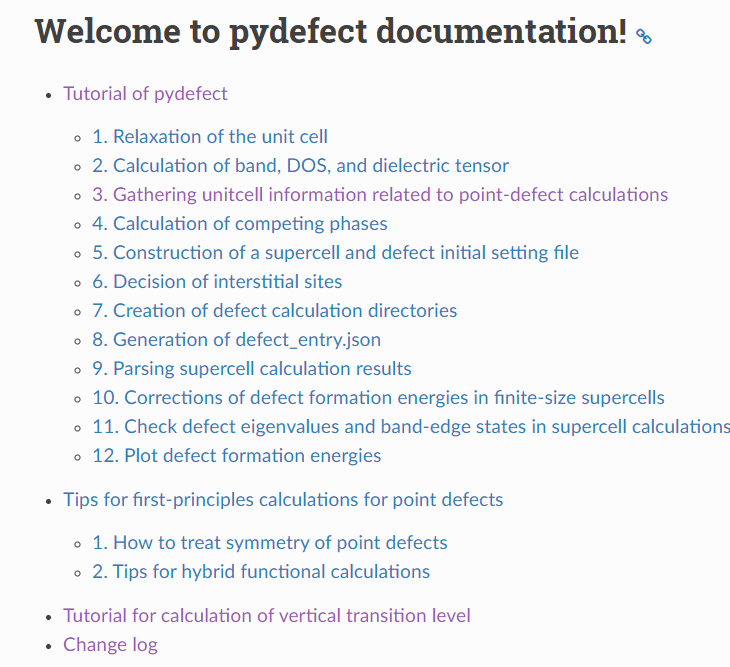 Welcome to pydefect documentation!
Tutorial of pydefect
1. Relaxation of the unit cell
2. Calculation of band, DOS, and dielectric tensor
3. Gathering unitcell information related to point-defect calculations
4. Calculation of competing phases
5. Construction of a supercell and defect initial setting file
6. Decision of interstitial sites
7. Creation of defect calculation directories
8. Generation of defect_entry.json
9. Parsing supercell calculation results
10. Corrections of defect formation energies in finite-size supercells
11. Check defect eigenvalues and band-edge states in supercell calculations
12. Plot defect formation energies
Tips for first-principles calculations for point defects
1. How to treat symmetry of point defects
2. Tips for hybrid functional calculations
Tutorial for calculation of vertical transition level
Change log